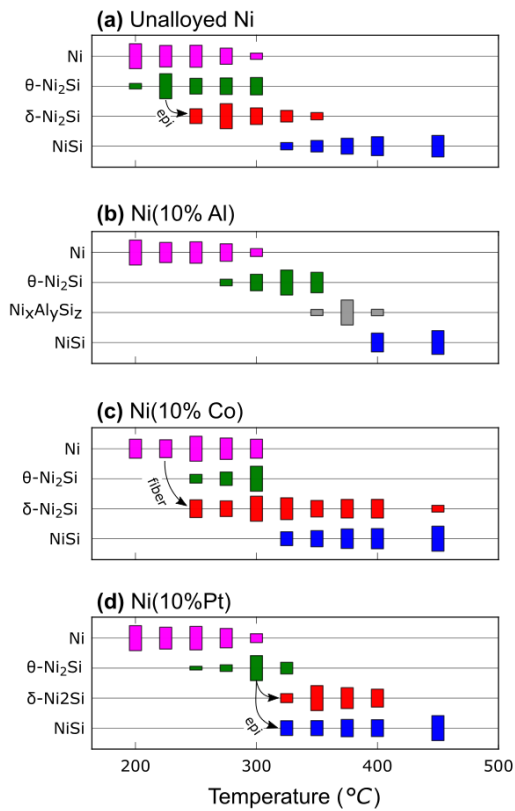 (a) Unalloyed Ni
Ni
θ-Ni₂Si
δ-Ni₂Si
epi
NiSi
(b) Ni(10% Al)
Ni
θ-Ni₂Si
NiₓAlᵧSi_z
NiSi
(c) Ni(10% Co)
Ni
θ-Ni₂Si
fiber
δ-Ni₂Si
NiSi
(d) Ni(10%Pt)
Ni
θ-Ni₂Si
δ-Ni2Si
epi
NiSi
200 300 400 500
Temperature (°C)